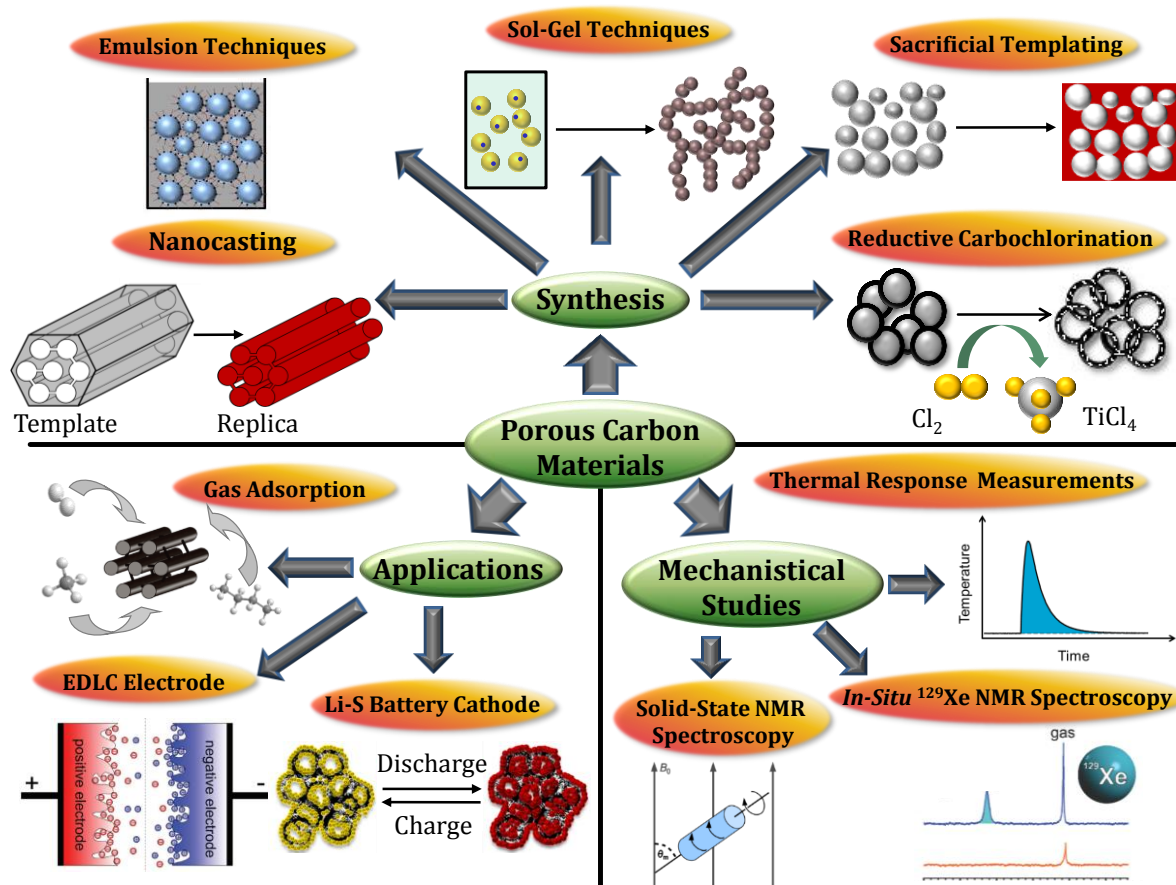 Emulsion Techniques
Sol-Gel Techniques
Sacrificial Templating
Nanocasting
Synthesis
Reductive Carbochlorination
Template
Replica
Cl₂
TiCl₄
Porous Carbon
Materials
Gas Adsorption
Applications
EDLC Electrode
Li-S Battery Cathode
+
positive electrode
negative electrode
-
Discharge
Charge
Thermal Response Measurements
Mechanistical
Studies
Temperature
Time
Solid-State NMR
Spectroscopy
In-Situ ¹²⁹Xe NMR Spectroscopy
B₀
θₘ
gas
¹²⁹Xe